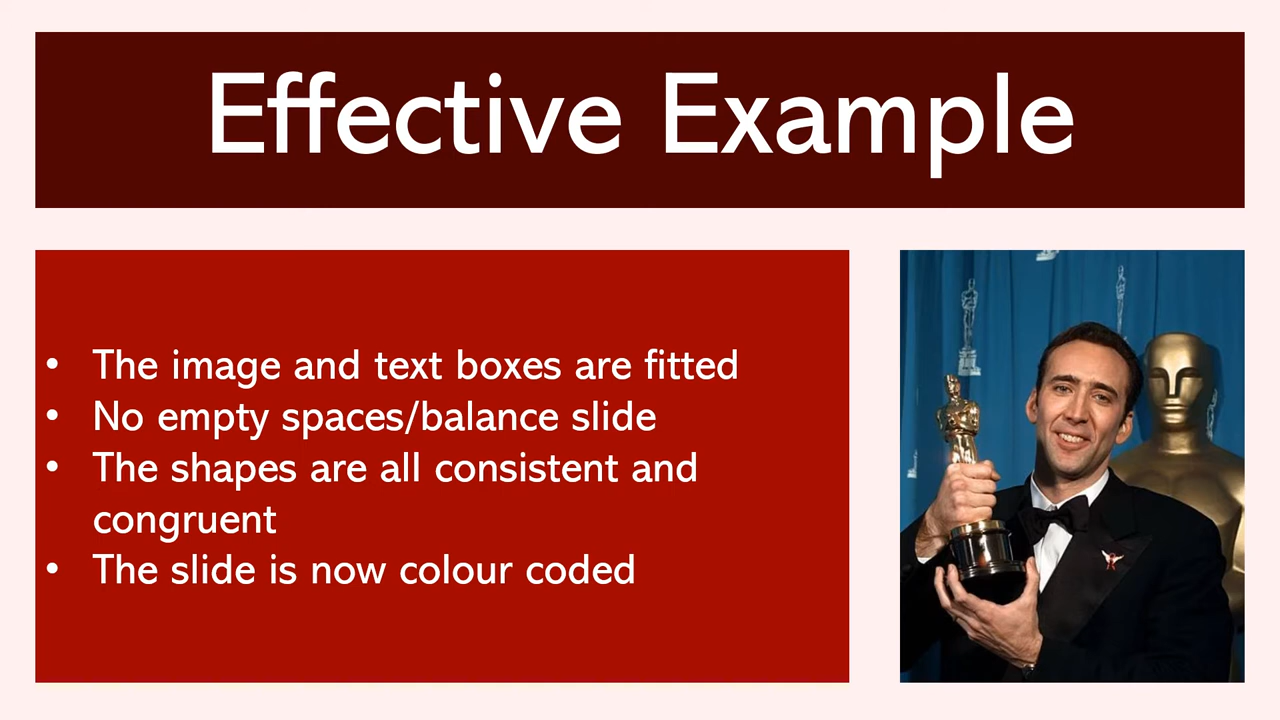 Effective Example
• The image and text boxes are fitted
• No empty spaces/balance slide
• The shapes are all consistent and
congruent
• The slide is now colour coded